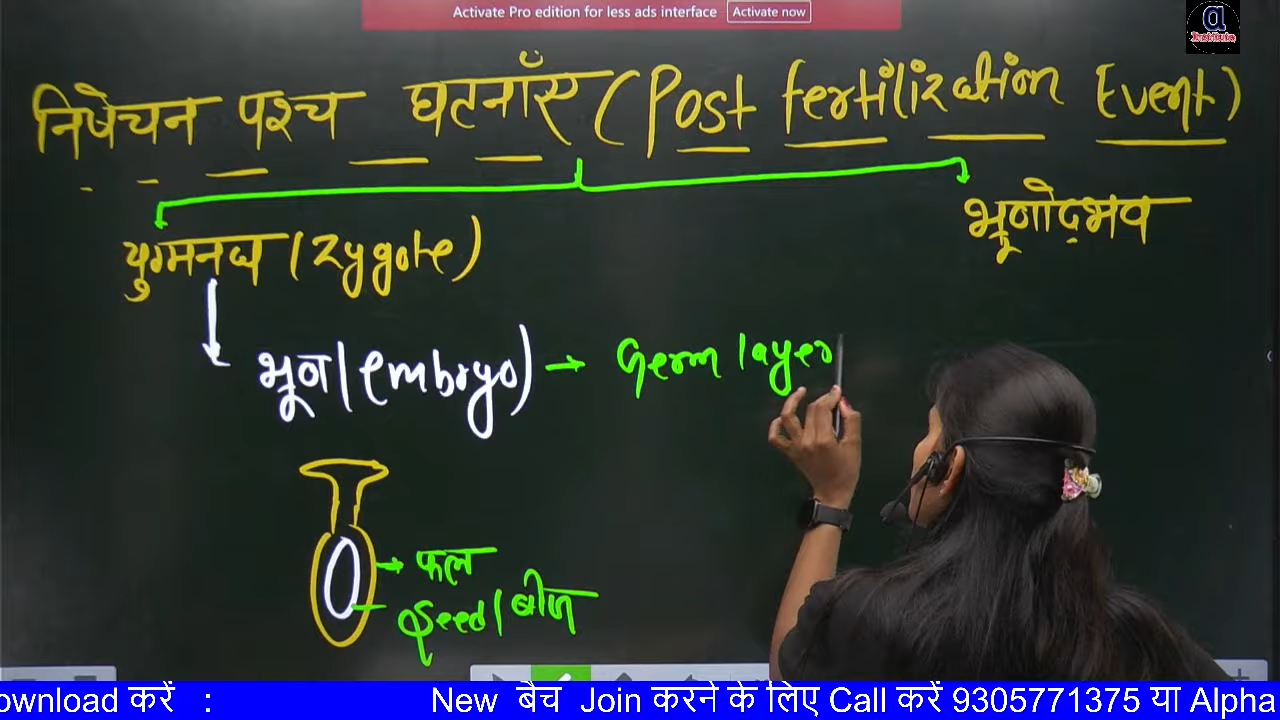 Activate Pro edition for less ads interface Activate now
a
Institute
निषेचन पश्च घटनाएँ (Post fertilization Event)
युग्मनज (Zygote)
भ्रूणोद्भव
भ्रूण (embryo) → Germ layer
→ फल
Seed / बीज
ownload करें : New बैच Join करने के लिए Call करें 9305771375 या Alpha